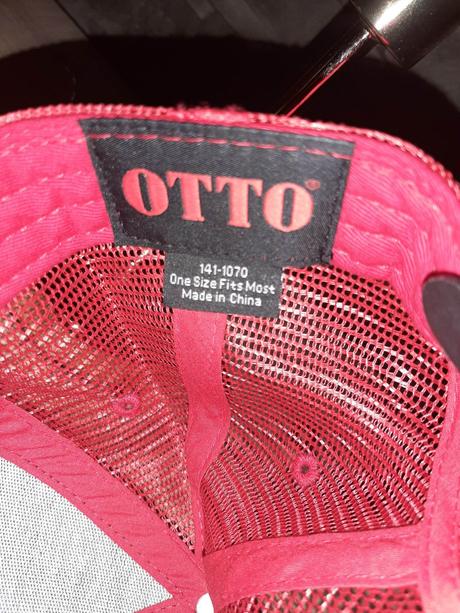 OTTO®
141-1070
One Size Fits Most
Made in China